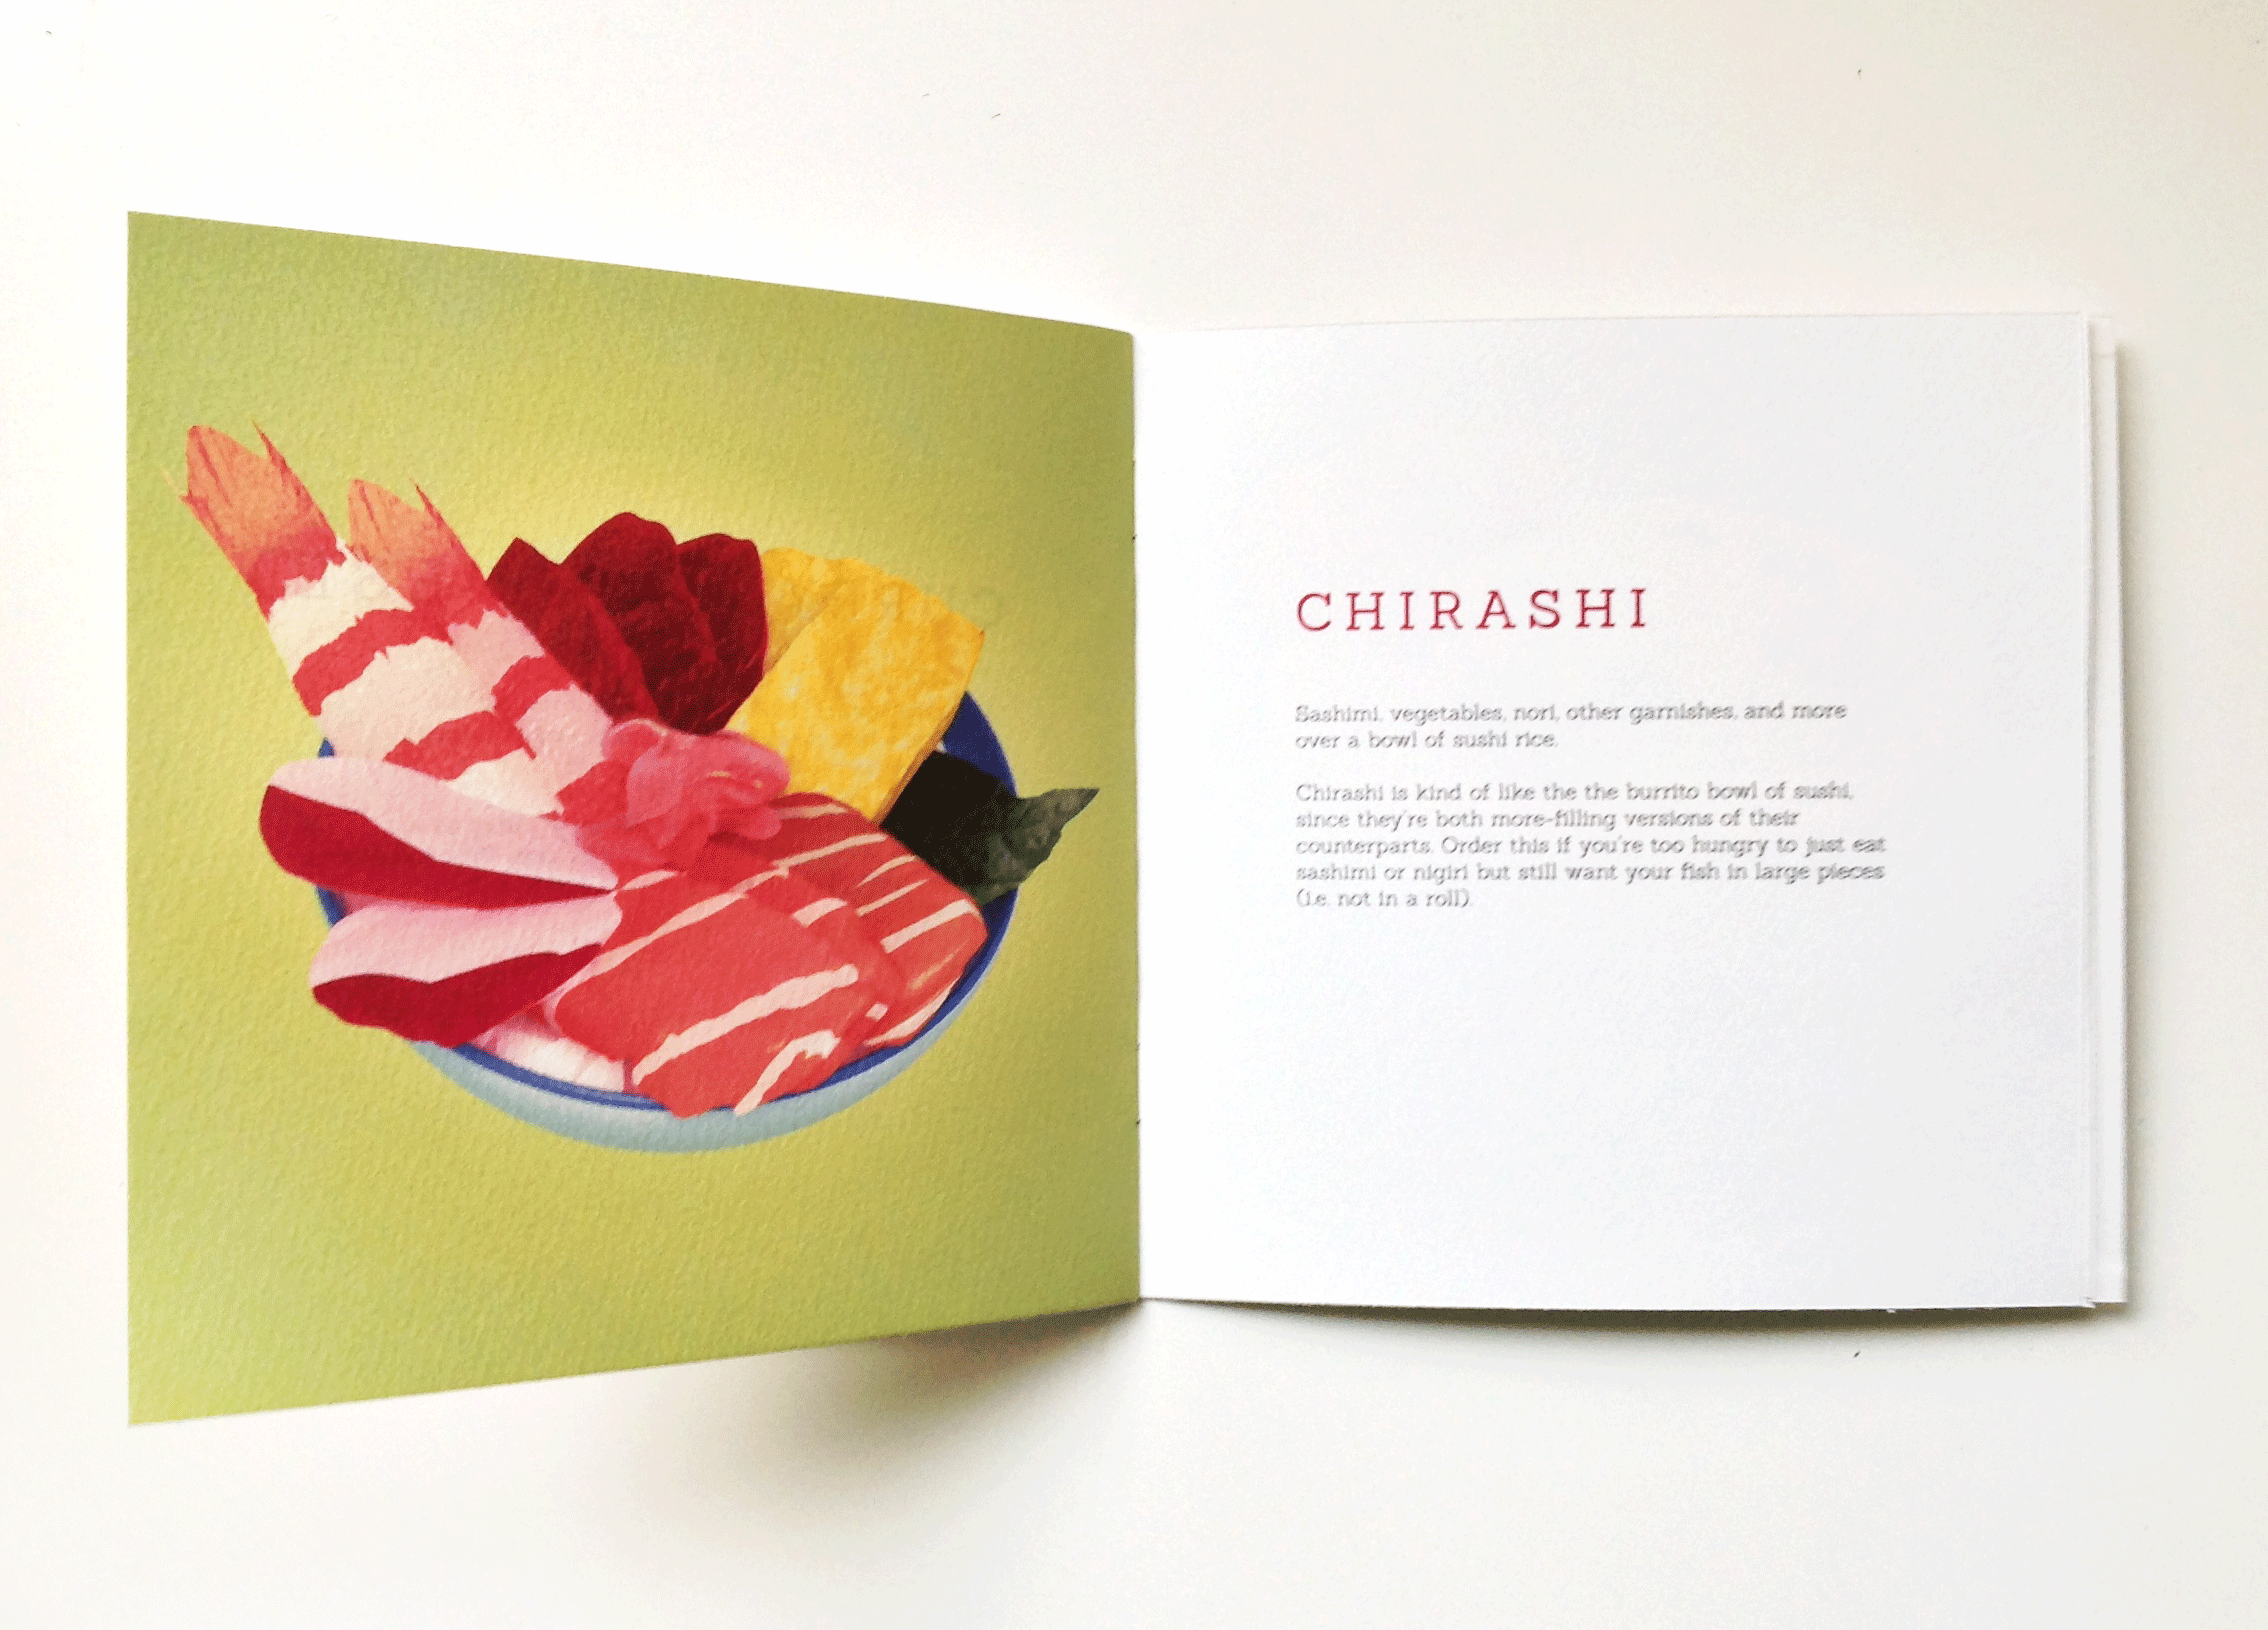 CHIRASHI
Sashimi, vegetables, nori, other garnishes, and more
over a bowl of sushi rice.
Chirashi is kind of like the the burrito bowl of sushi,
since they're both more-filling versions of their
counterparts. Order this if you're too hungry to just eat
sashimi or nigiri but still want your fish in large pieces
(i.e. not in a roll).